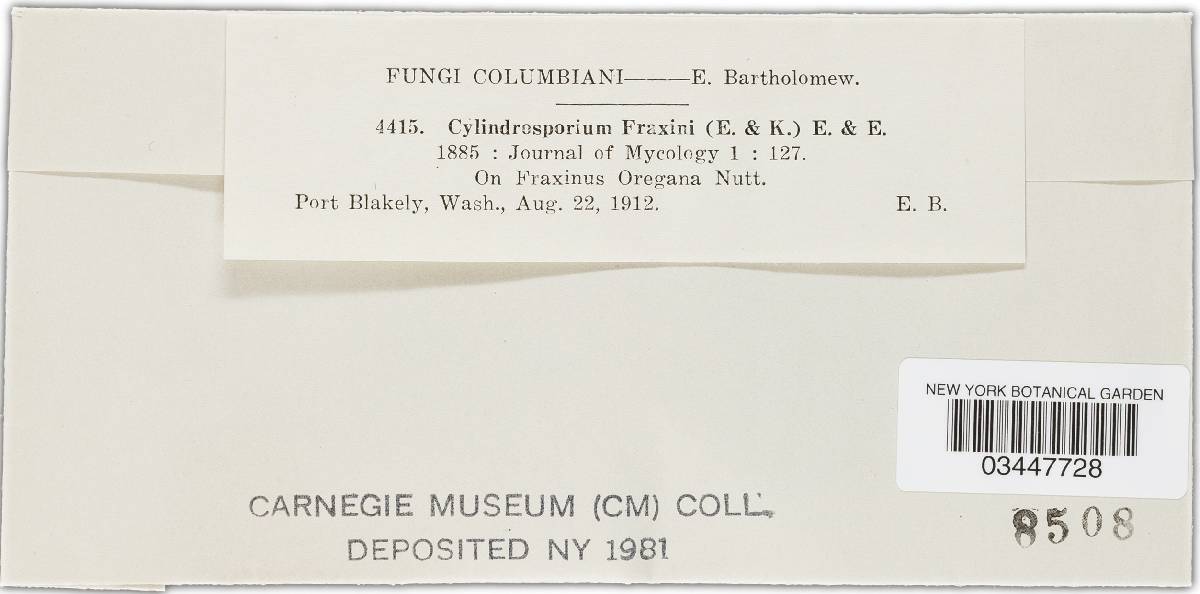 FUNGI COLUMBIANI———E. Bartholomew.
4415. Cylindrosporium Fraxini (E. & K.) E. & E.
1885 : Journal of Mycology 1 : 127.
On Fraxinus Oregana Nutt.
Port Blakely, Wash., Aug. 22, 1912. E. B.
NEW YORK BOTANICAL GARDEN
03447728
CARNEGIE MUSEUM (CM) COLL.
DEPOSITED NY 1981
8508